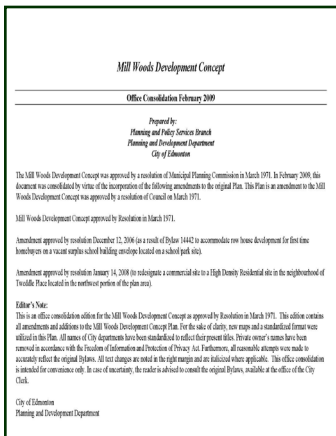 Mill Woods Development Concept
Office Consolidation February 2009
Prepared by:
Planning and Policy Services Branch
Planning and Development Department
City of Edmonton
The Mill Woods Development Concept was approved by a resolution of Municipal Planning Commission in March 1971. In February 2009, this
document was consolidated by virtue of the incorporation of the following amendments to the original Plan. This Plan is an amendment to the Mill
Woods Development Concept was approved by a resolution of Council on March 1971.
Mill Woods Development Concept approved by Resolution in March 1971.
Amendment approved by resolution December 12, 2006 (as a result of Bylaw 14442 to accommodate row house development for first time
homebuyers on a vacant surplus school building envelope located on a school park site).
Amendment approved by resolution January 14, 2008 (to redesignate a commercial site to a High Density Residential site in the neighbourhood of
Tweddle Place located in the northwest portion of the plan area).
Editor's Note:
This is an office consolidation edition for the Mill Woods Development Concept as approved by Resolution in March 1971. This edition contains
all amendments and additions to the Mill Woods Development Concept Plan. For the sake of clarity, new maps and a standardized format were
utilized in this Plan. All names of City departments have been standardized to reflect their present titles. Private owner's names have been
removed in accordance with the Freedom of Information and Protection of Privacy Act. Furthermore, all reasonable attempts were made to
accurately reflect the original Bylaws. All text changes are noted in the right margin and are italicized where applicable. This office consolidation
is intended for convenience only. In case of uncertainty, the reader is advised to consult the original Bylaws, available at the office of the City
Clerk.
City of Edmonton
Planning and Development Department